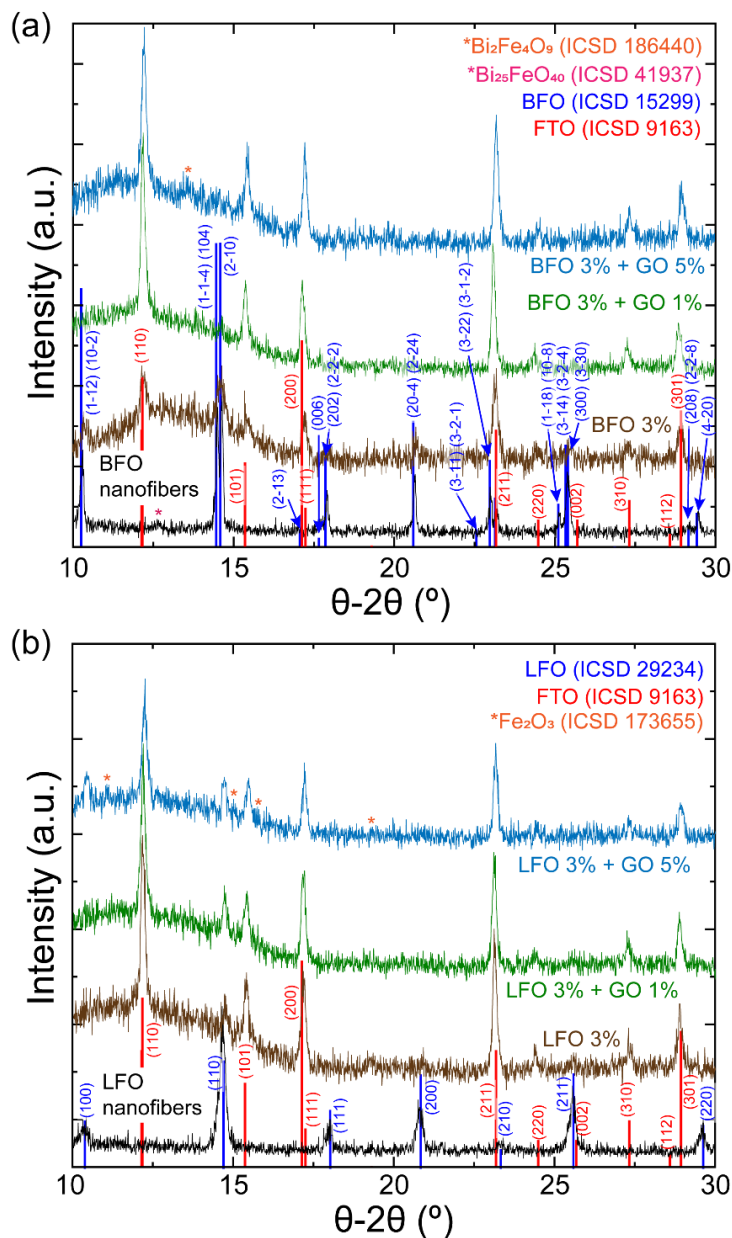 (a)
*Bi₂Fe₄O₉ (ICSD 186440)
*Bi₂₅FeO₄₀ (ICSD 41937)
BFO (ICSD 15299)
FTO (ICSD 9163)
Intensity (a.u.)
*
BFO 3% + GO 5%
BFO 3% + GO 1%
BFO 3%
BFO
nanofibers
*
(1-12) (10-2)
(110)
(1-1-4) (104)
(2-10)
(101)
(2-13)
(200)
(111)
(006)
(202) (2-2-2)
(20-4) (2-24)
(3-11) (3-2-1)
(3-22) (3-1-2)
(211)
(220)
(1-18) (10-8)
(3-14) (3-2-4)
(300) (3-30)
(002)
(310)
(112)
(301)
(208) (2-2-8)
(4-20)
10 15 20 25 30
θ-2θ (º)
(b)
LFO (ICSD 29234)
FTO (ICSD 9163)
*Fe₂O₃ (ICSD 173655)
Intensity (a.u.)
* * * *
LFO 3% + GO 5%
LFO 3% + GO 1%
LFO 3%
LFO
nanofibers
(100)
(110)
(110)
(101)
(200)
(111)
(111)
(200)
(211)
(210)
(220)
(211)
(002)
(310)
(112)
(301)
(220)
10 15 20 25 30
θ-2θ (º)